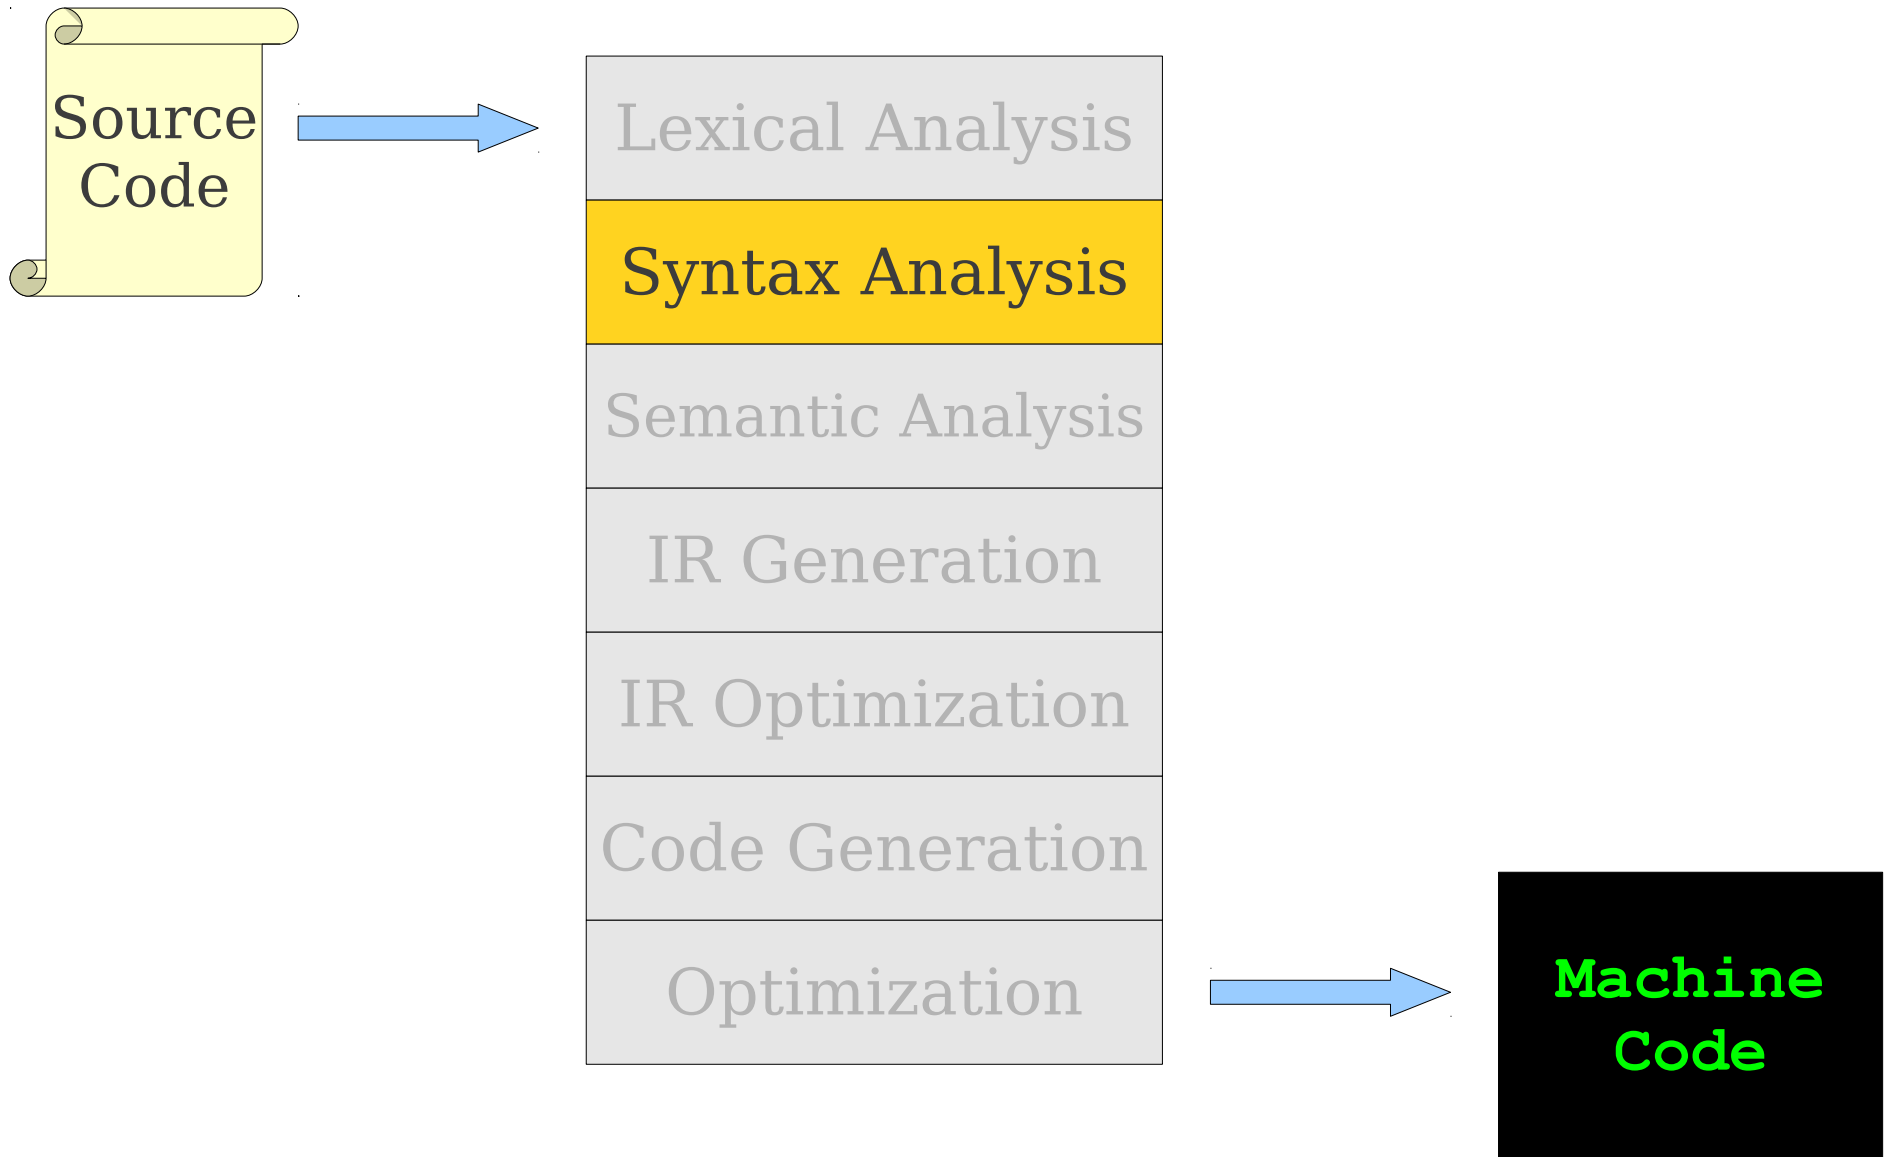 Source
Code
Lexical Analysis
Syntax Analysis
Semantic Analysis
IR Generation
IR Optimization
Code Generation
Optimization
Machine
Code